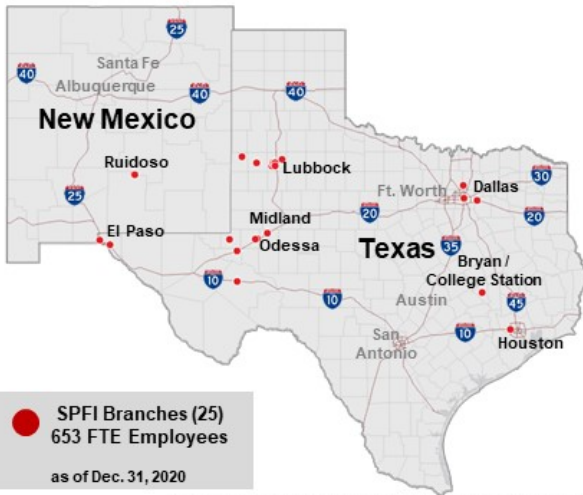 25
Santa Fe
40
Albuquerque
40
40
New Mexico
Ruidoso
Lubbock
30
Ft. Worth
Dallas
25
Midland
20
20
El Paso
Odessa
Texas
35
Bryan /
College Station
10
10
Austin
45
San
Antonio
10
Houston
SPFI Branches (25)
653 FTE Employees
as of Dec. 31, 2020